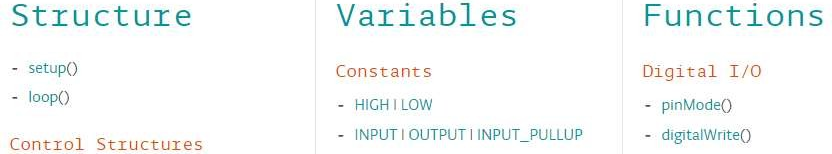 Structure
- setup()
- loop()
Control Structures
Variables
Constants
- HIGH | LOW
- INPUT | OUTPUT | INPUT_PULLUP
Functions
Digital I/O
- pinMode()
- digitalWrite()